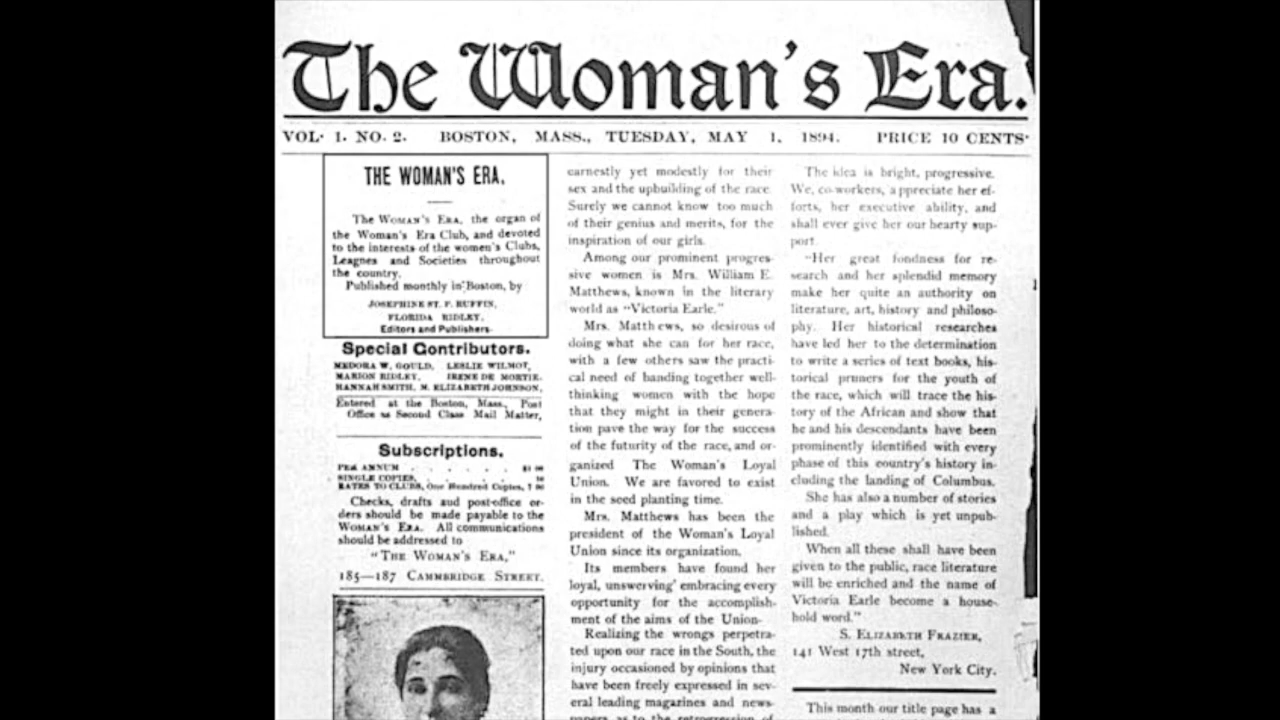 The Woman's Era.
VOL· 1. NO. 2. BOSTON, MASS., TUESDAY, MAY 1, 1894. PRICE 10 CENTS·
THE WOMAN'S ERA.
The WOMAN'S ERA, the organ of
the Woman's Era Club, and devoted
to the interests of the women's Clubs,
Leagnes and Societies throughout
the country.
Published monthly in Boston, by
JOSEPHINE ST. P. RUFFIN,
FLORIDA RIDLEY,
Editors and Publishers
Special Contributors.
MEDORA W. GOULD, LESLIE WILMOT,
MARION RIDLEY, IRENE DE MORTIE.
HANNAH SMITH, M. ELIZABETH JOHNSON,
Entered at the Boston, Mass., Post
Office as Second Class Mail Matter,
Subscriptions.
PER ANNUM . . . . . $1 00
SINGLE COPIES, . . . . 10
RATES TO CLUBS, One Hundred Copies, 7 00
Checks, drafts aud post-office or-
ders should be made payable to the
WOMAN'S ERA. All communications
should be addressed to
"THE WOMAN'S ERA,"
185—187 CAMMBRIDGE STREET.
earnestly yet modestly for their
sex and the upbuilding of the race.
Surely we cannot know too much
of their genius and merits, for the
inspiration of our girls.
Among our prominent progres-
sive women is Mrs. William E.
Matthews, known in the literary
world as "Victoria Earle."
Mrs. Matthews, so desirous of
doing what she can for her race,
with a few others saw the practi-
cal need of banding together well-
thinking women with the hope
that they might in their genera-
tion pave the way for the success
of the futurity of the race, and or-
ganized The Woman's Loyal
Union. We are favored to exist
in the seed planting time.
Mrs. Matthews has been the
president of the Woman's Loyal
Union since its organization.
Its members have found her
loyal, unswerving' embracing every
opportunity for the accomplish-
ment of the aims of the Union-
Realizing the wrongs perpetra-
ted upon our race in the South, the
injury occasioned by opinions that
have been freely expressed in sev-
eral leading magazines and news-
papers as to the retrogression of
The idea is bright, progressive.
We, co-workers, appreciate her ef-
forts, her executive ability, and
shall ever give her our hearty sup-
port.
"Her great fondness for re-
search and her splendid memory
make her quite an authority on
literature, art, history and philoso-
phy. Her historical researches
have led her to the determination
to write a series of text books, his-
torical primers for the youth of
the race, which will trace the his-
tory of the African and show that
he and his descendants have been
prominently identified with every
phase of this country's history in-
cluding the landing of Columbus.
She has also a number of stories
and a play which is yet unpub-
lished.
When all these shall have been
given to the public, race literature
will be enriched and the name of
Victoria Earle become a house-
hold word."
S. ELIZABETH FRAZIER,
141 West 17th street,
New York City.
This month our title page has a